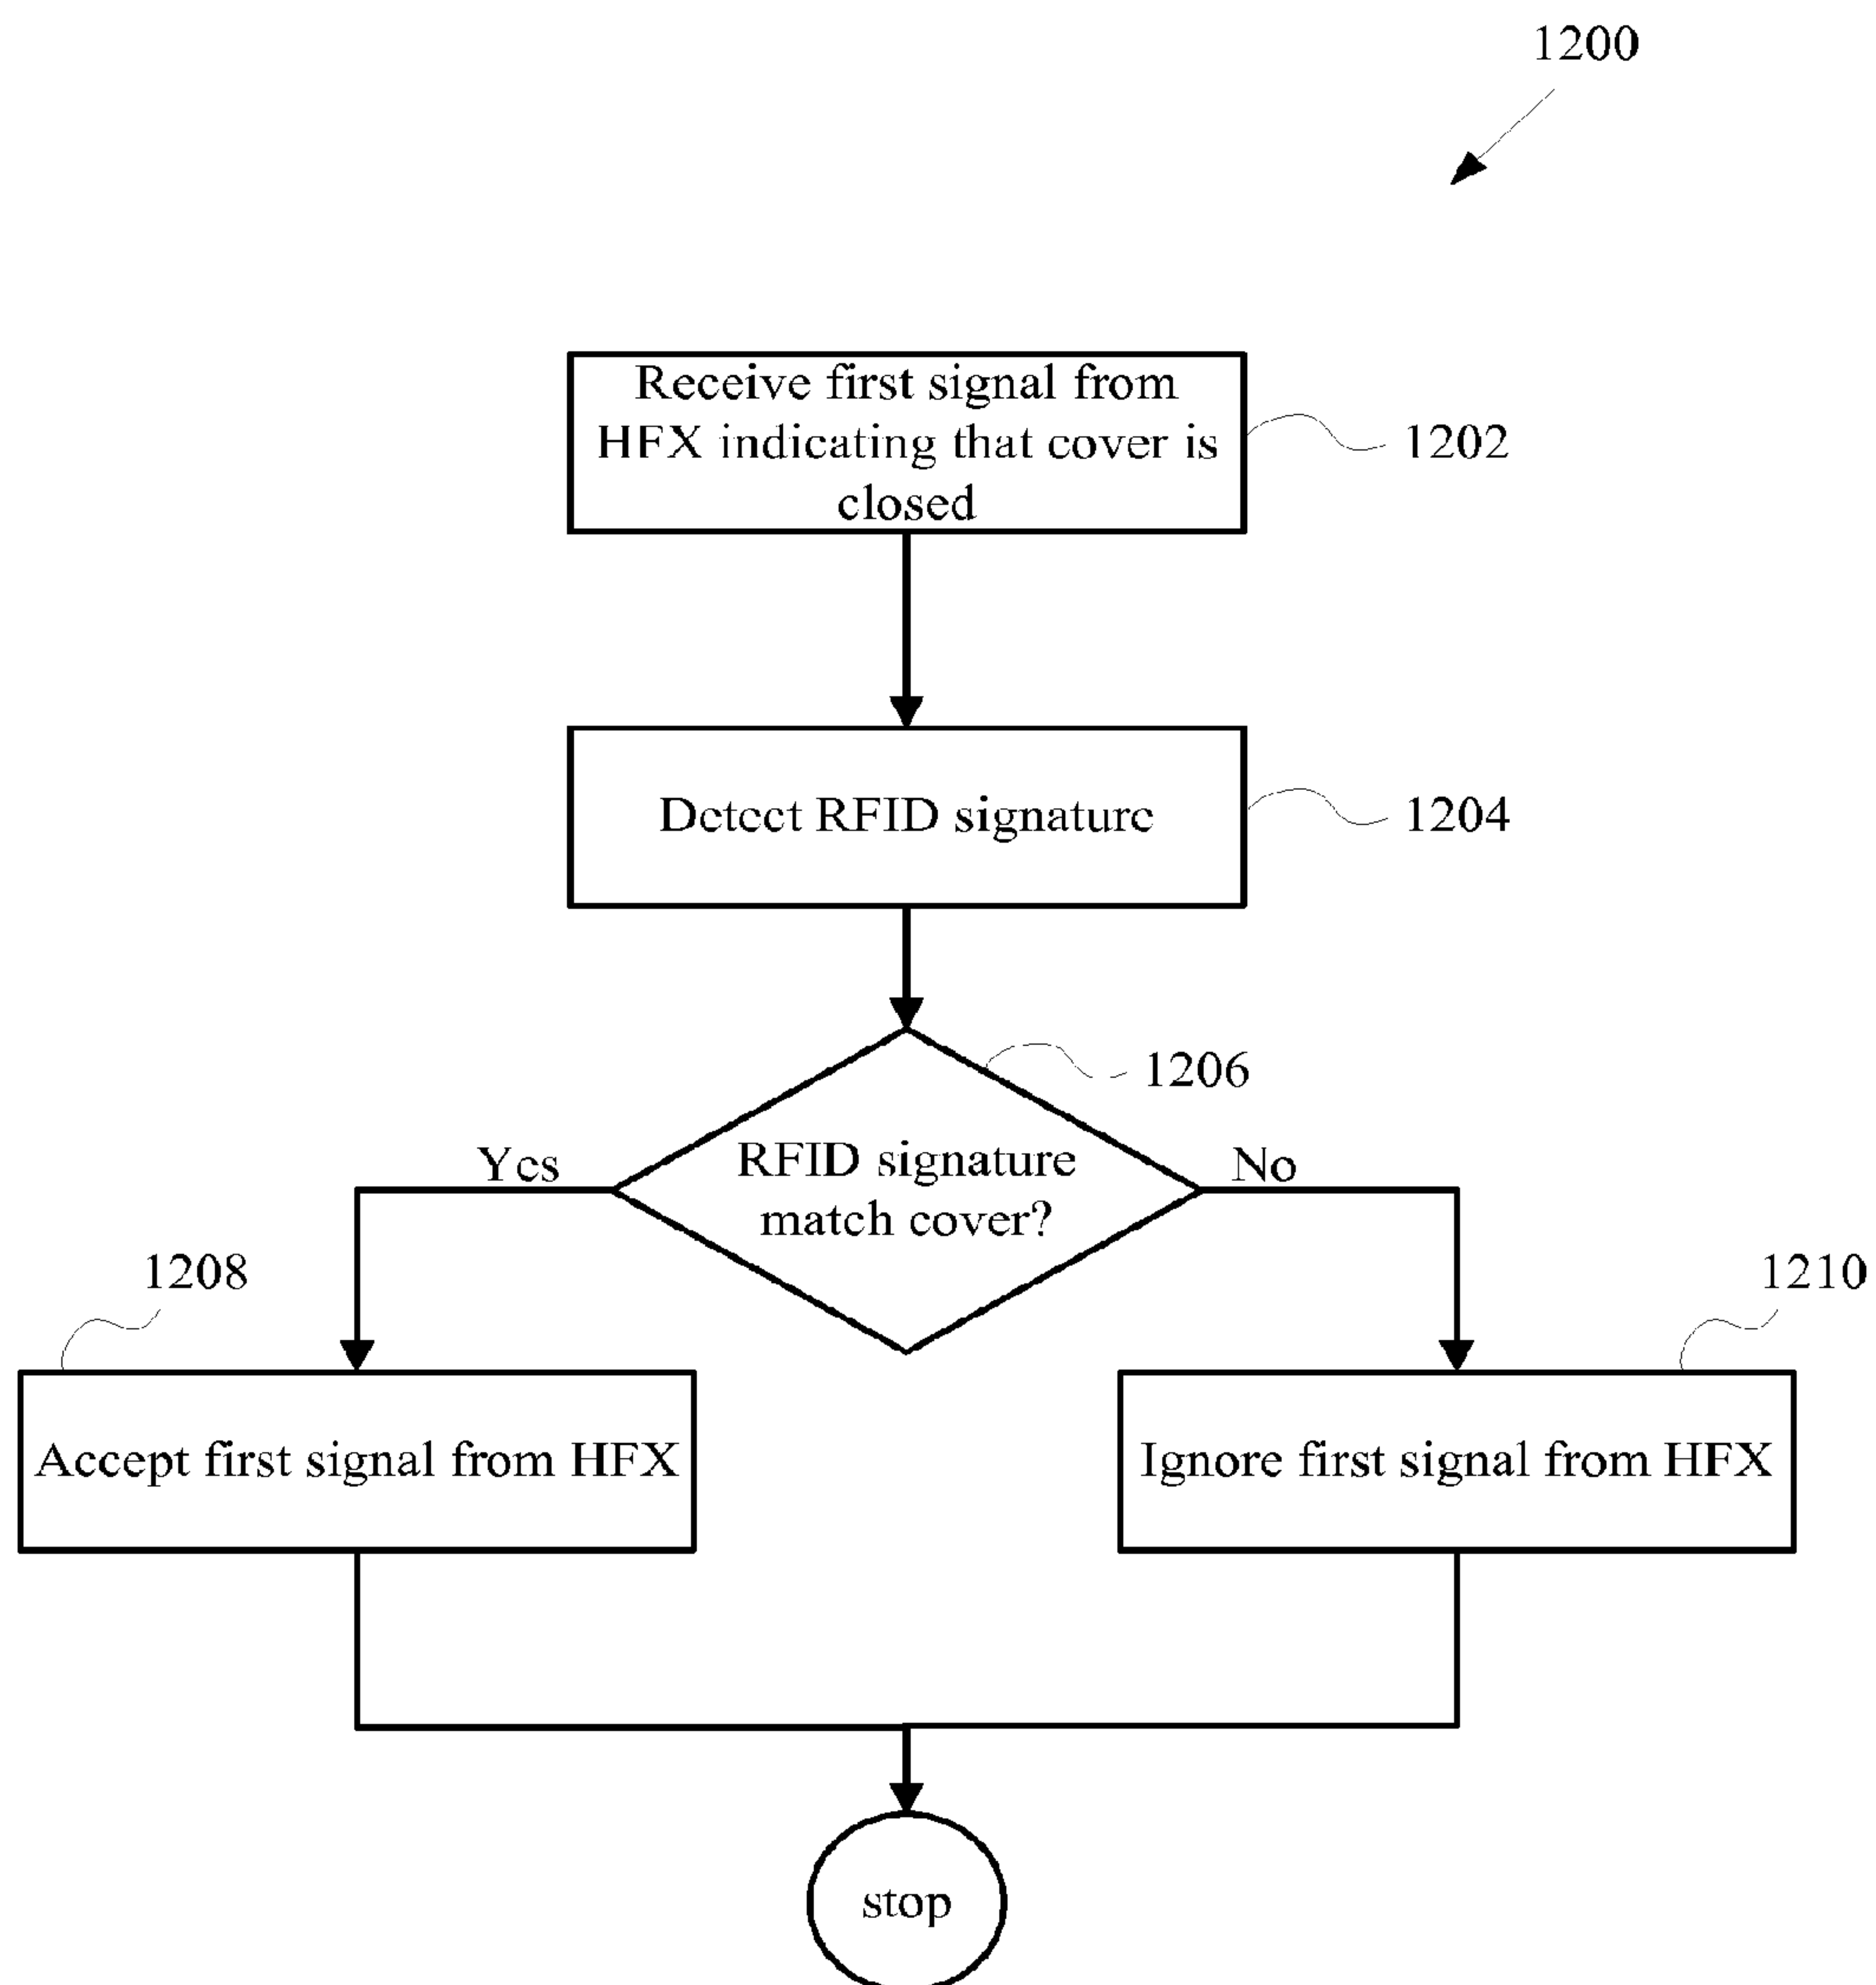 1200
Receive first signal from
HFX indicating that cover is
closed
1202
Detect RFID signature
1204
1206
RFID signature
match cover?
Yes
No
1208
1210
Accept first signal from HFX
Ignore first signal from HFX
stop